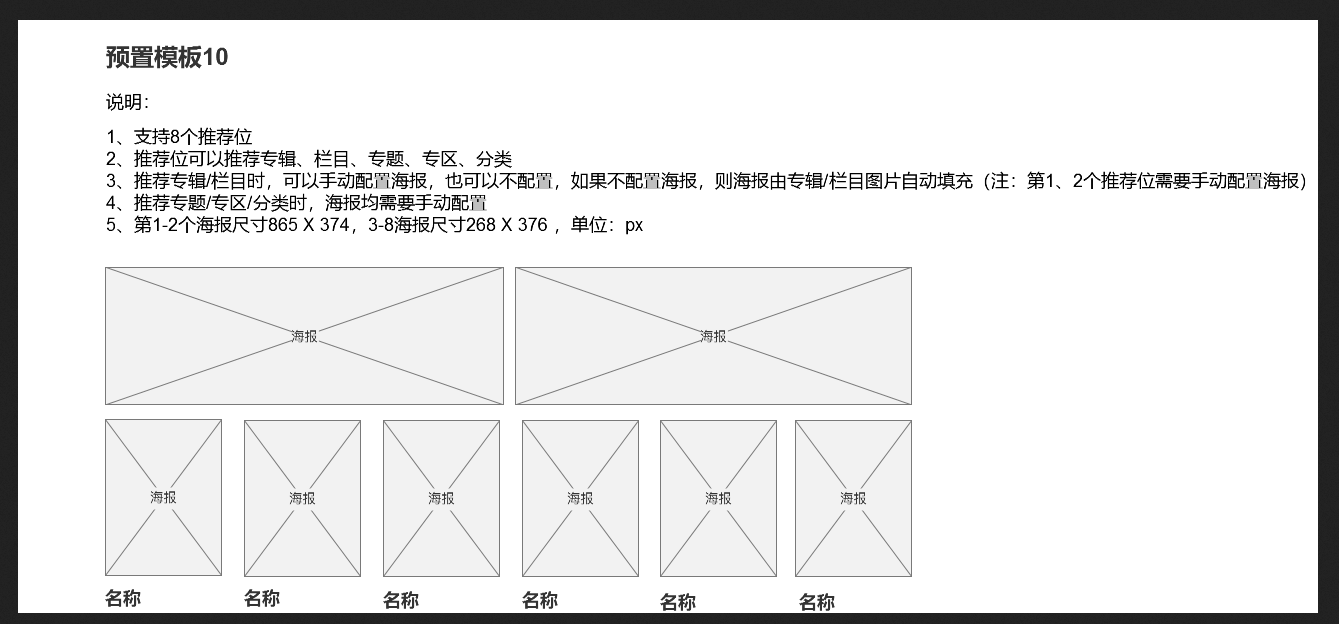 预置模板10
说明：
1、支持8个推荐位
2、推荐位可以推荐专辑、栏目、专题、专区、分类
3、推荐专辑/栏目时，可以手动配置海报，也可以不配置，如果不配置海报，则海报由专辑/栏目图片自动填充（注：第1、2个推荐位需要手动配置海报）
4、推荐专题/专区/分类时，海报均需要手动配置
5、第1-2个海报尺寸865 X 374，3-8海报尺寸268 X 376 ，单位：px
海报 海报
海报 海报 海报 海报 海报 海报
名称 名称 名称 名称 名称 名称